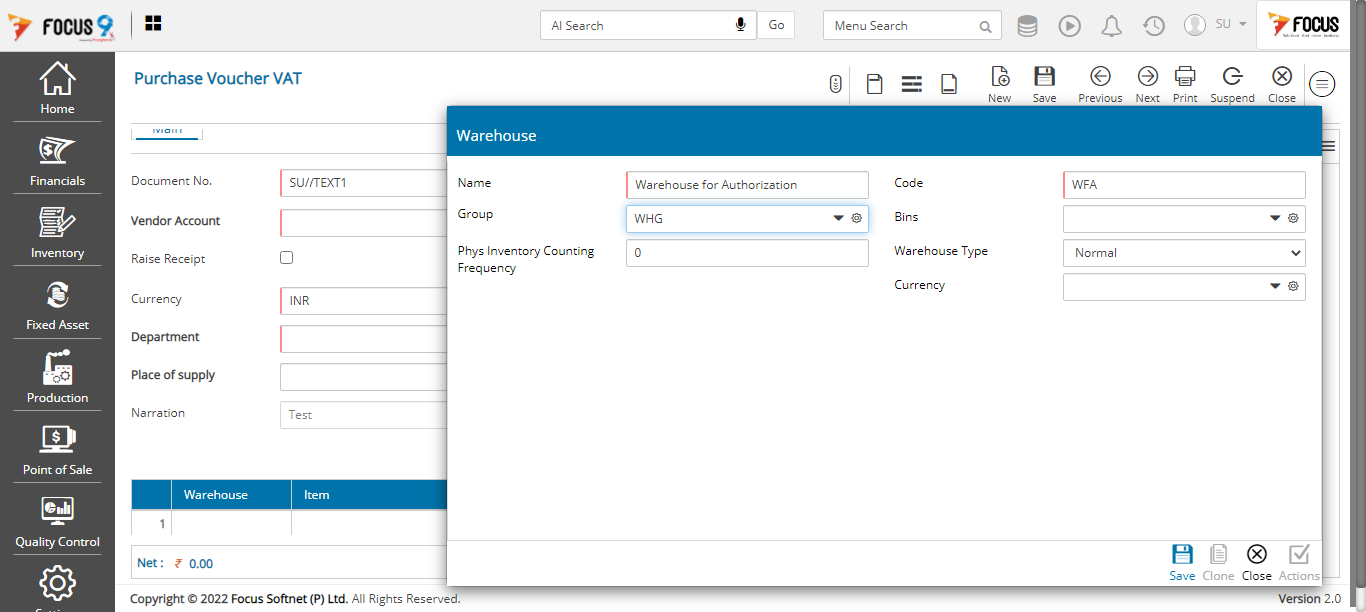 FOCUS 9
AI Search
Go
Menu Search
SU
FOCUS
Home
Financials
Inventory
Fixed Asset
Production
Point of Sale
Quality Control
Purchase Voucher VAT
New
Save
Previous
Next
Print
Suspend
Close
Main
Document No.
SU//TEXT1
Vendor Account
Raise Receipt
Currency
INR
Department
Place of supply
Narration
Test
Warehouse
Item
1
Net : ₹ 0.00
Warehouse
Name
Warehouse for Authorization
Code
WFA
Group
WHG
Bins
Phys Inventory Counting
Frequency
0
Warehouse Type
Normal
Currency
Save
Clone
Close
Actions
Copyright © 2022 Focus Softnet (P) Ltd. All Rights Reserved.
Version 2.0